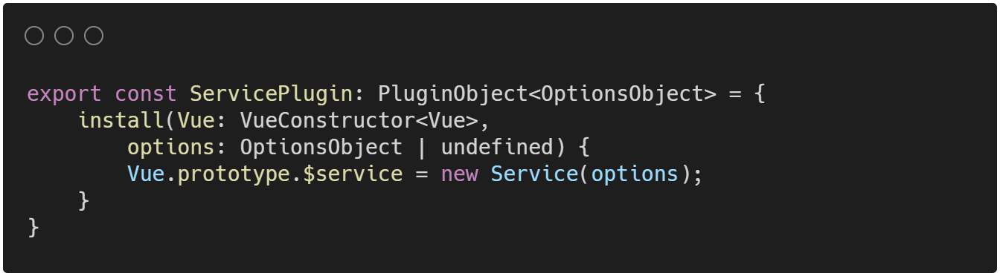 export const ServicePlugin: PluginObject<OptionsObject> = {
    install(Vue: VueConstructor<Vue>,
        options: OptionsObject | undefined) {
        Vue.prototype.$service = new Service(options);
    }
}